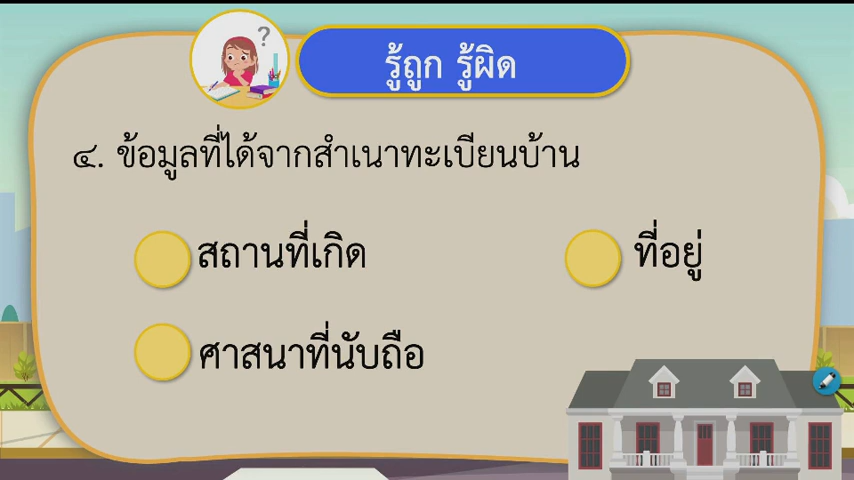 ?
รู้ถูก รู้ผิด
๔. ข้อมูลที่ได้จากสำเนาทะเบียนบ้าน
สถานที่เกิด
ที่อยู่
ศาสนาที่นับถือ